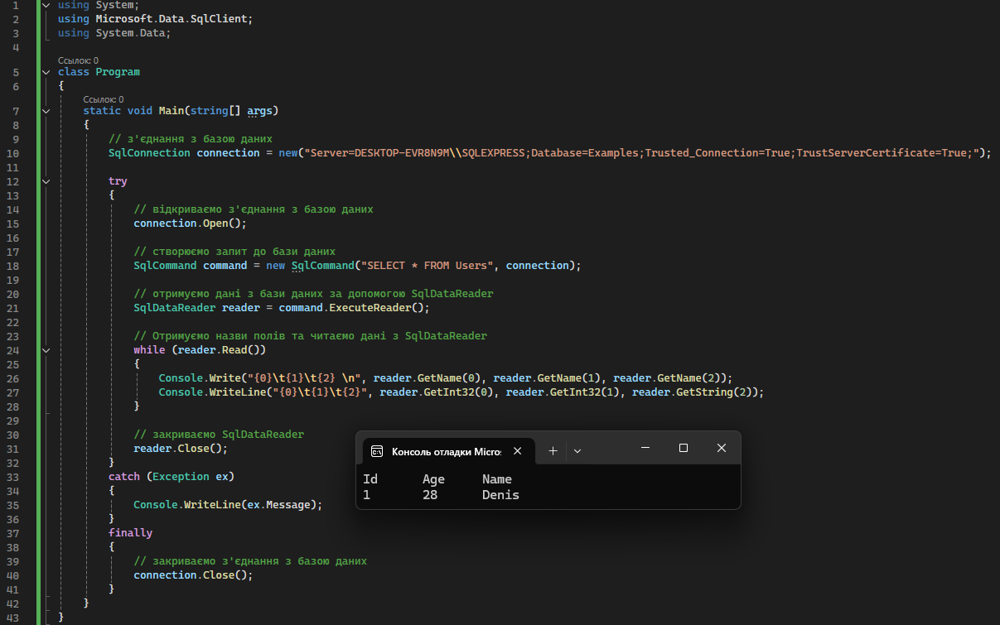 1 using System;
2 using Microsoft.Data.SqlClient;
3 using System.Data;
4
Ссылок: 0
5 class Program
6 {
Ссылок: 0
7 static void Main(string[] args)
8 {
9 // з'єднання з базою даних
10 SqlConnection connection = new("Server=DESKTOP-EVR8N9M\\SQLEXPRESS;Database=Examples;Trusted_Connection=True;TrustServerCertificate=True;");
11
12 try
13 {
14 // відкриваємо з'єднання з базою даних
15 connection.Open();
16
17 // створюємо запит до бази даних
18 SqlCommand command = new SqlCommand("SELECT * FROM Users", connection);
19
20 // отримуємо дані з бази даних за допомогою SqlDataReader
21 SqlDataReader reader = command.ExecuteReader();
22
23 // Отримуємо назви полів та читаємо дані з SqlDataReader
24 while (reader.Read())
25 {
26 Console.Write("{0}\t{1}\t{2} \n", reader.GetName(0), reader.GetName(1), reader.GetName(2));
27 Console.WriteLine("{0}\t{1}\t{2}", reader.GetInt32(0), reader.GetInt32(1), reader.GetString(2));
28 }
29
30 // закриваємо SqlDataReader
31 reader.Close();
32 }
33 catch (Exception ex)
34 {
35 Console.WriteLine(ex.Message);
36 }
37 finally
38 {
39 // закриваємо з'єднання з базою даних
40 connection.Close();
41 }
42 }
43 }
Консоль отладки Micros
Id Age Name
1 28 Denis